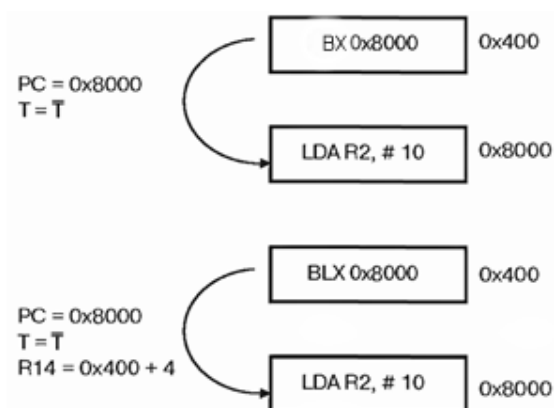 BX 0x8000 0x400
PC = 0x8000
T = T̅
LDA R2, # 10 0x8000
BLX 0x8000 0x400
PC = 0x8000
T = T̅
R14 = 0x400 + 4
LDA R2, # 10 0x8000